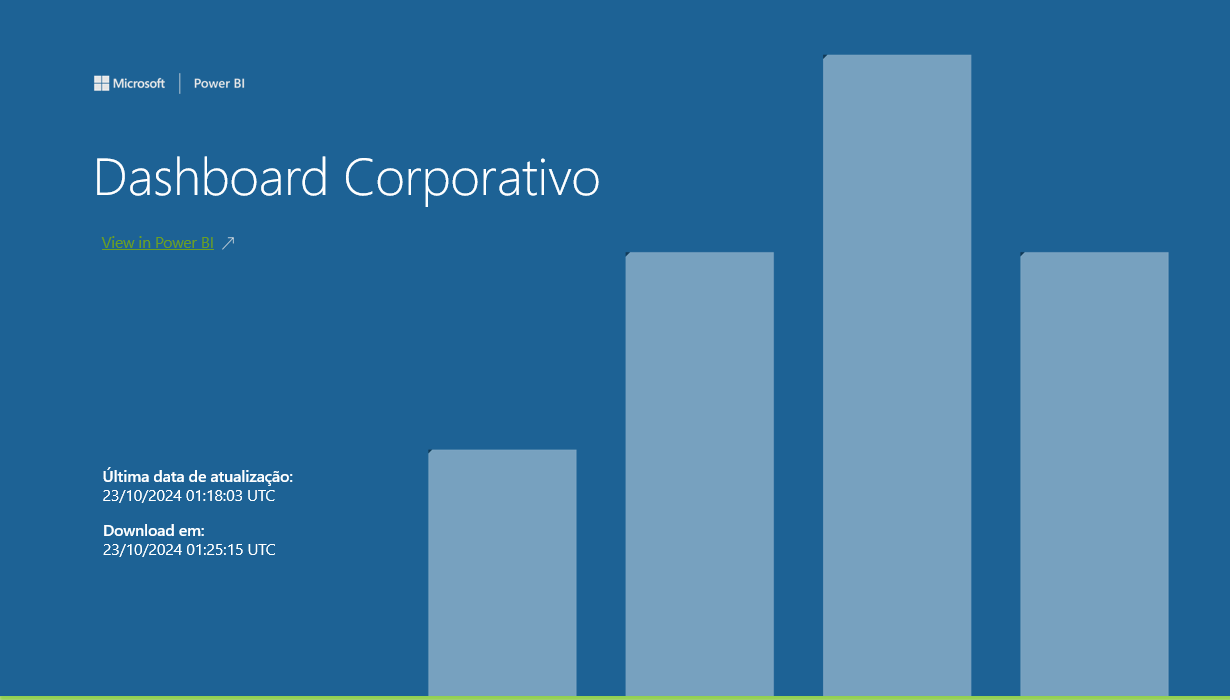 Microsoft | Power BI
Dashboard Corporativo
View in Power BI
Última data de atualização:
23/10/2024 01:18:03 UTC
Download em:
23/10/2024 01:25:15 UTC